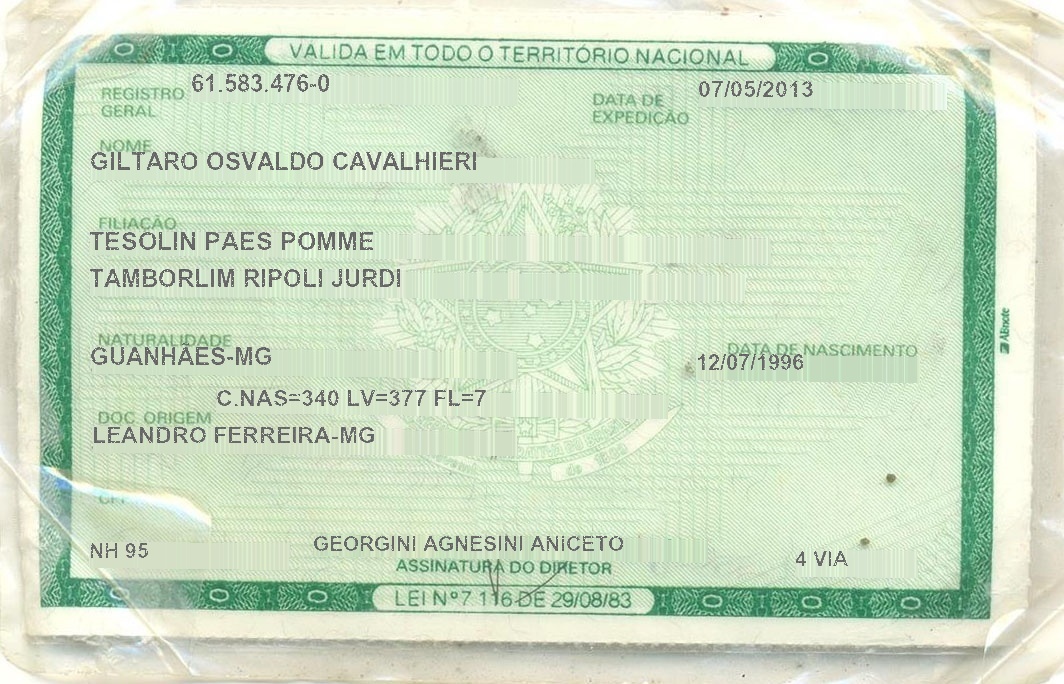 VALIDA EM TODO O TERRITÓRIO NACIONAL
REGISTRO GERAL 61.583.476-0 DATA DE EXPEDIÇÃO 07/05/2013
NOME
GILTARO OSVALDO CAVALHIERI
FILIAÇÃO
TESOLIN PAES POMME
TAMBORLIM RIPOLI JURDI
NATURALIDADE DATA DE NASCIMENTO
GUANHÃES-MG 12/07/1996
C.NAS=340 LV=377 FL=7
DOC. ORIGEM
LEANDRO FERREIRA-MG
CPF
NH 95 GEORGINI AGNESINI ANICETO 4 VIA
ASSINATURA DO DIRETOR
LEI Nº 7.116 DE 29/08/83